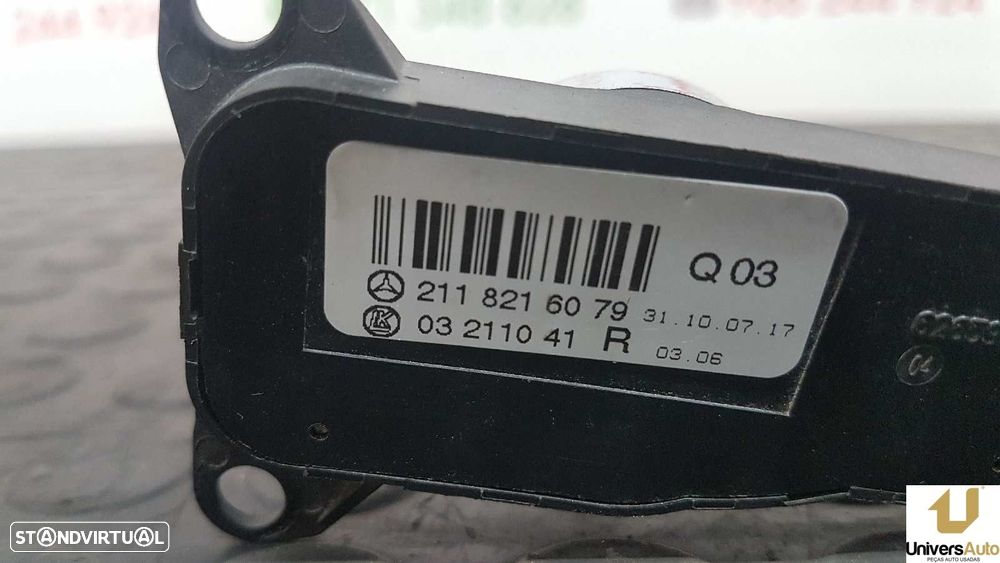 Q 03
211 821 60 79 31.10.07.17
K 03 2110 41 R 03.06
04
STANDVIRTUAL
UniversAuto
PEÇAS AUTO USADAS